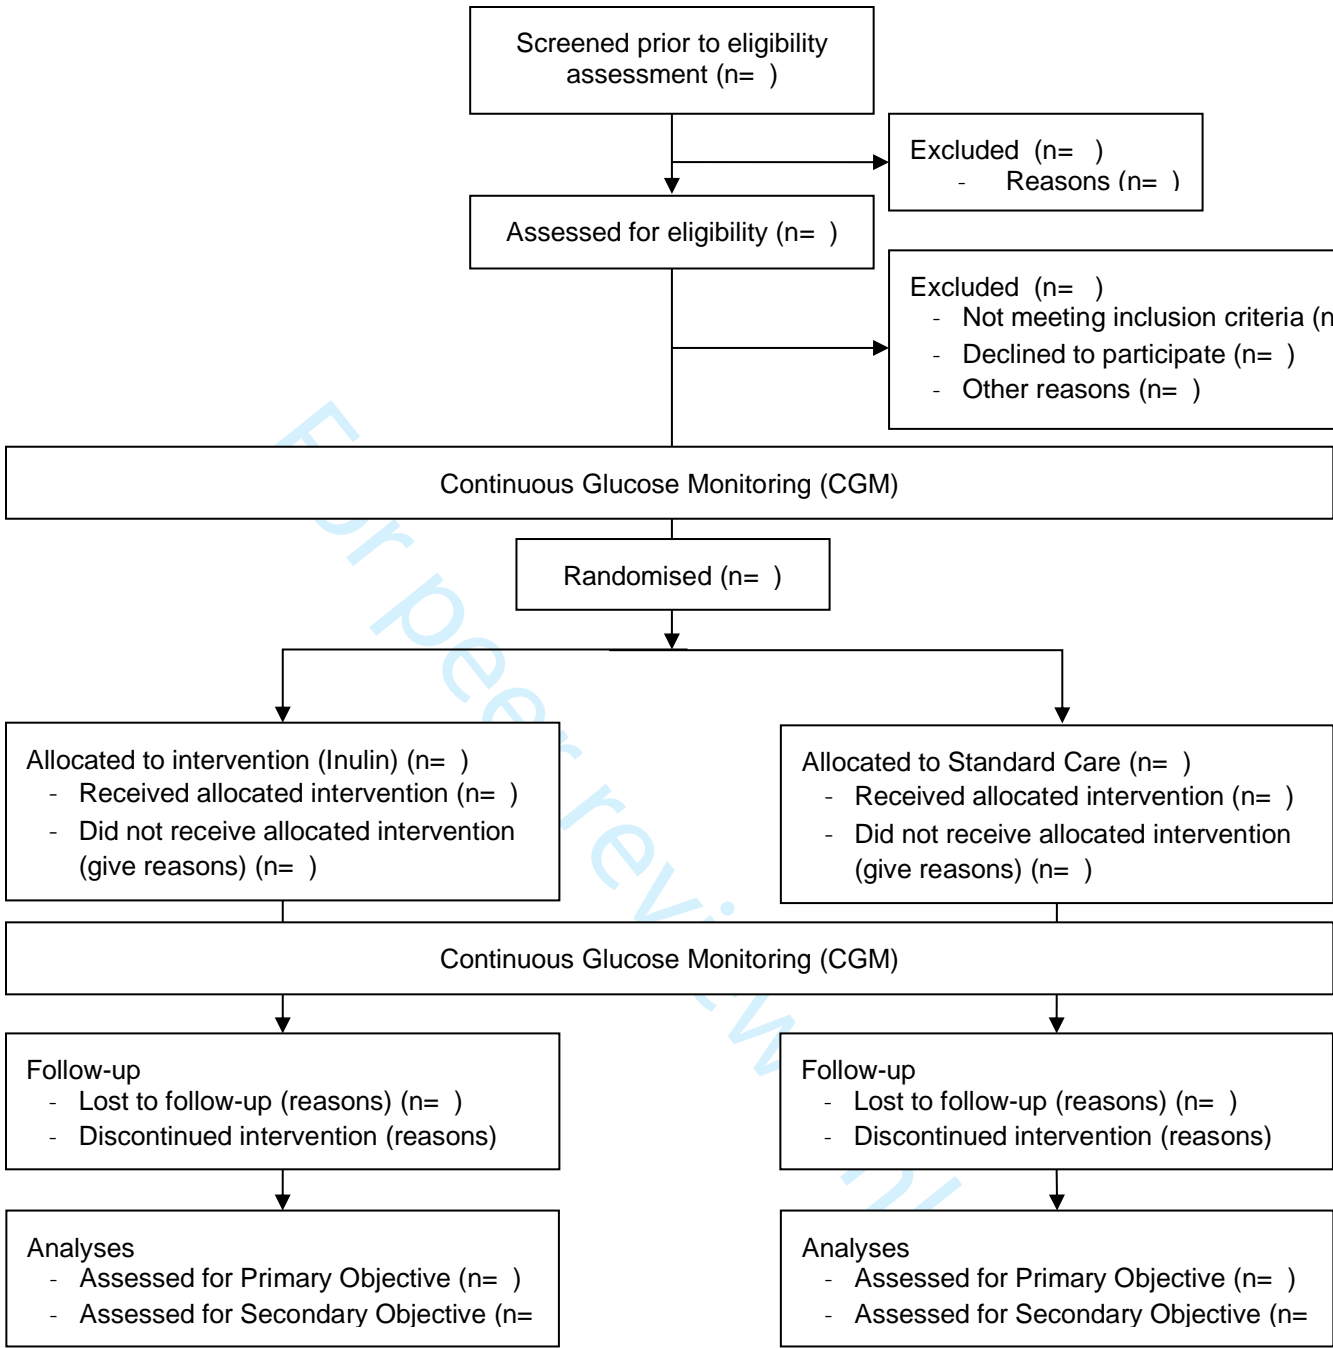 Screened prior to eligibility
assessment (n=  )
Excluded  (n=   )
-     Reasons (n=  )
Assessed for eligibility (n=  )
Excluded  (n=   )
-   Not meeting inclusion criteria (n
-   Declined to participate (n=  )
-   Other reasons (n=  )
Continuous Glucose Monitoring (CGM)
Randomised (n=  )
Allocated to intervention (Inulin) (n=  )
-   Received allocated intervention (n=  )
-   Did not receive allocated intervention
(give reasons) (n=  )
Allocated to Standard Care (n=  )
-   Received allocated intervention (n=  )
-   Did not receive allocated intervention
(give reasons) (n=  )
Continuous Glucose Monitoring (CGM)
Follow-up
-   Lost to follow-up (reasons) (n=  )
-   Discontinued intervention (reasons)
Follow-up
-   Lost to follow-up (reasons) (n=  )
-   Discontinued intervention (reasons)
Analyses
-   Assessed for Primary Objective (n=  )
-   Assessed for Secondary Objective (n=
Analyses
-   Assessed for Primary Objective (n=  )
-   Assessed for Secondary Objective (n=
For peer review